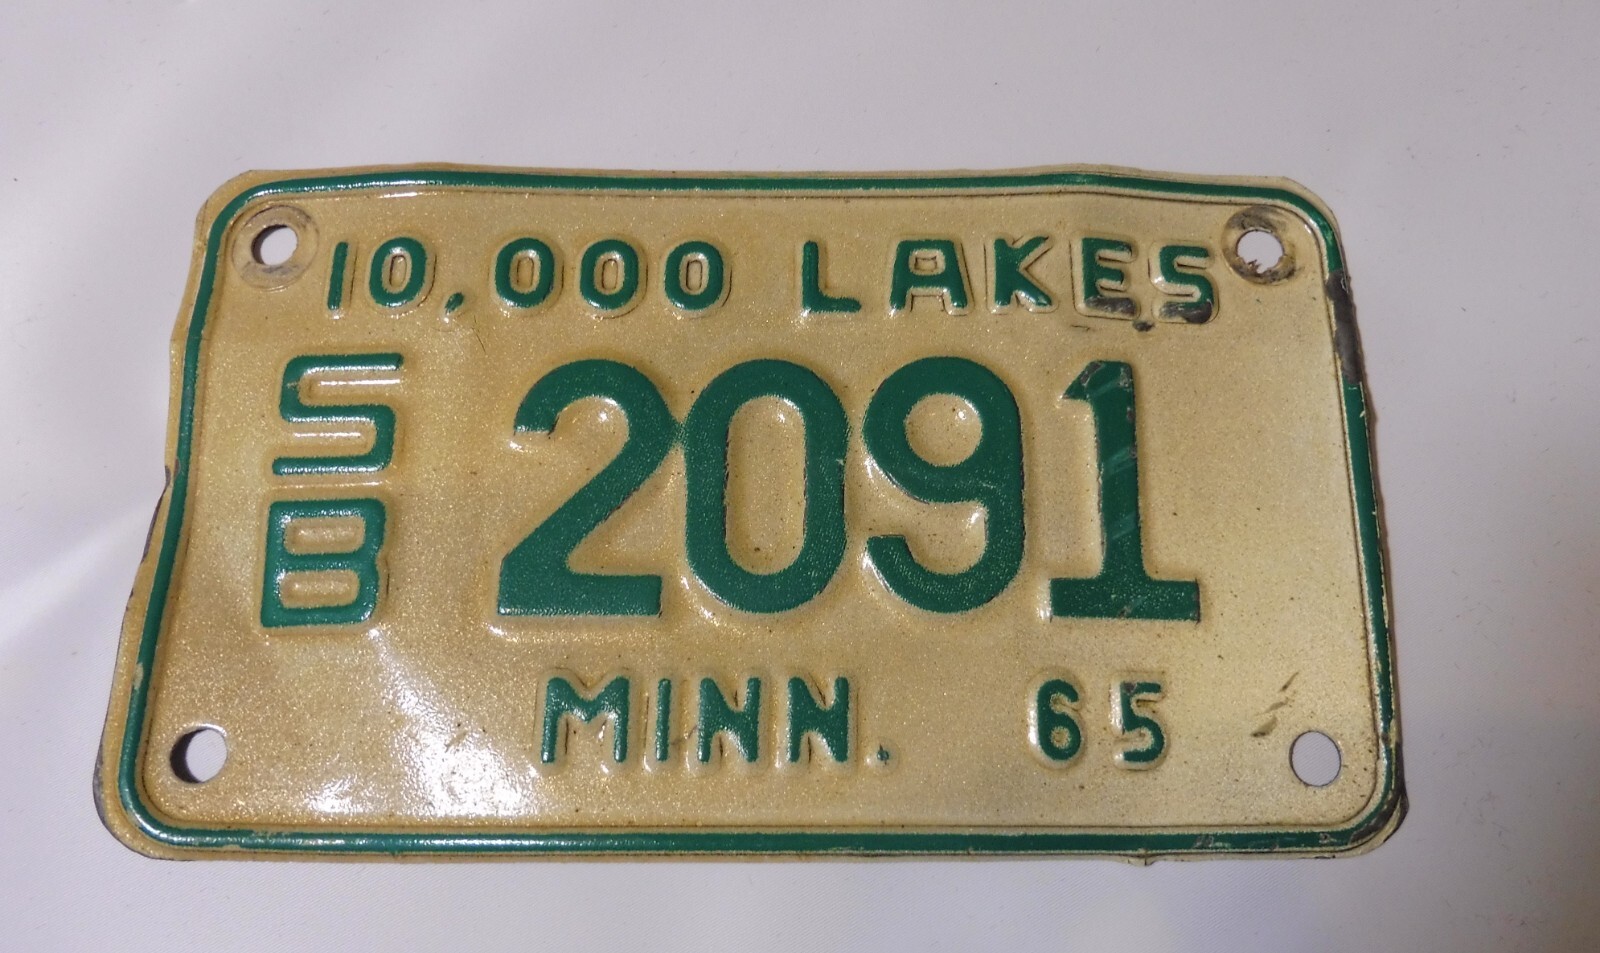 10,000 LAKES
SB 2091
MINN. 65